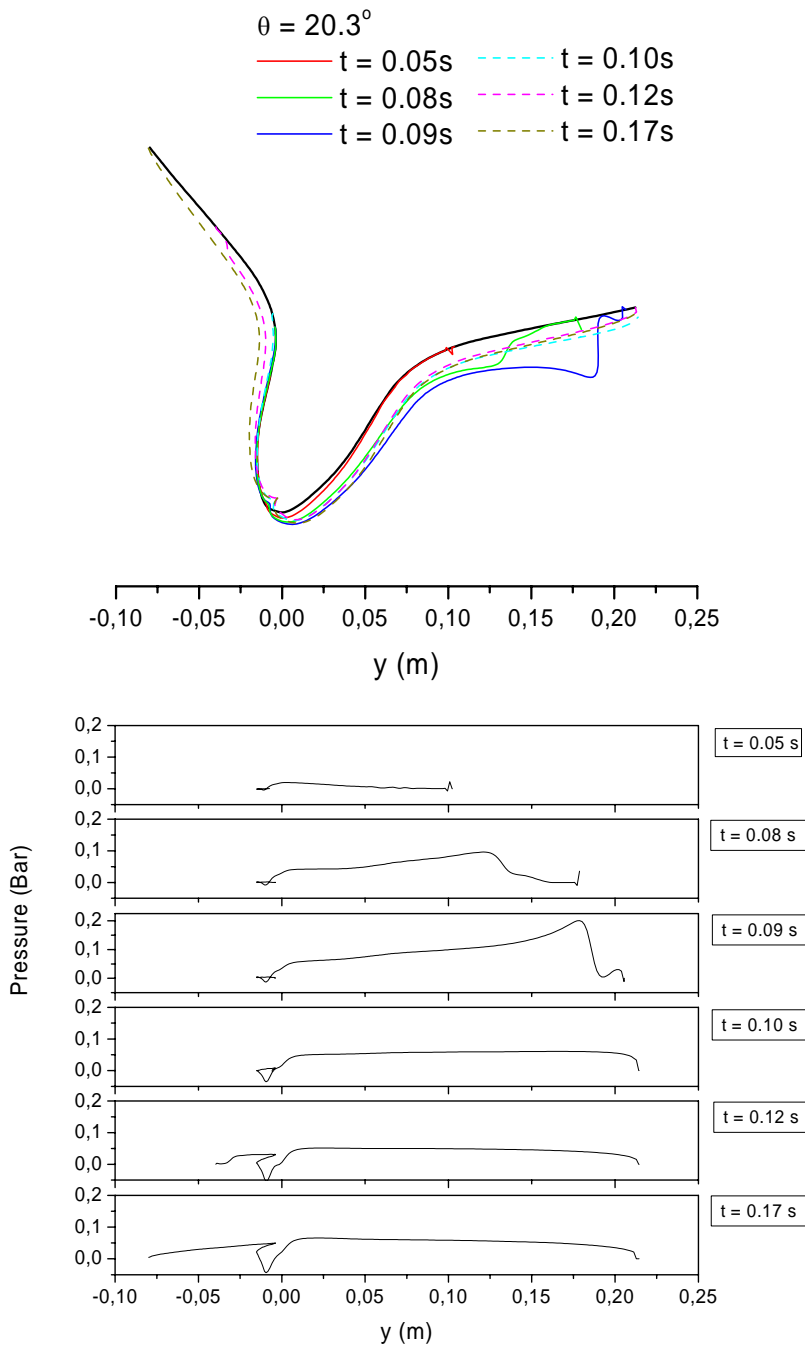 θ = 20.3°
t = 0.05s t = 0.10s
t = 0.08s t = 0.12s
t = 0.09s t = 0.17s
-0,10 -0,05 0,00 0,05 0,10 0,15 0,20 0,25
y (m)
0,2
0,1
0,0
t = 0.05 s
0,2
0,1
0,0
t = 0.08 s
Pressure (Bar)
0,2
0,1
0,0
t = 0.09 s
0,2
0,1
0,0
t = 0.10 s
0,2
0,1
0,0
t = 0.12 s
0,2
0,1
0,0
t = 0.17 s
-0,10 -0,05 0,00 0,05 0,10 0,15 0,20 0,25
y (m)